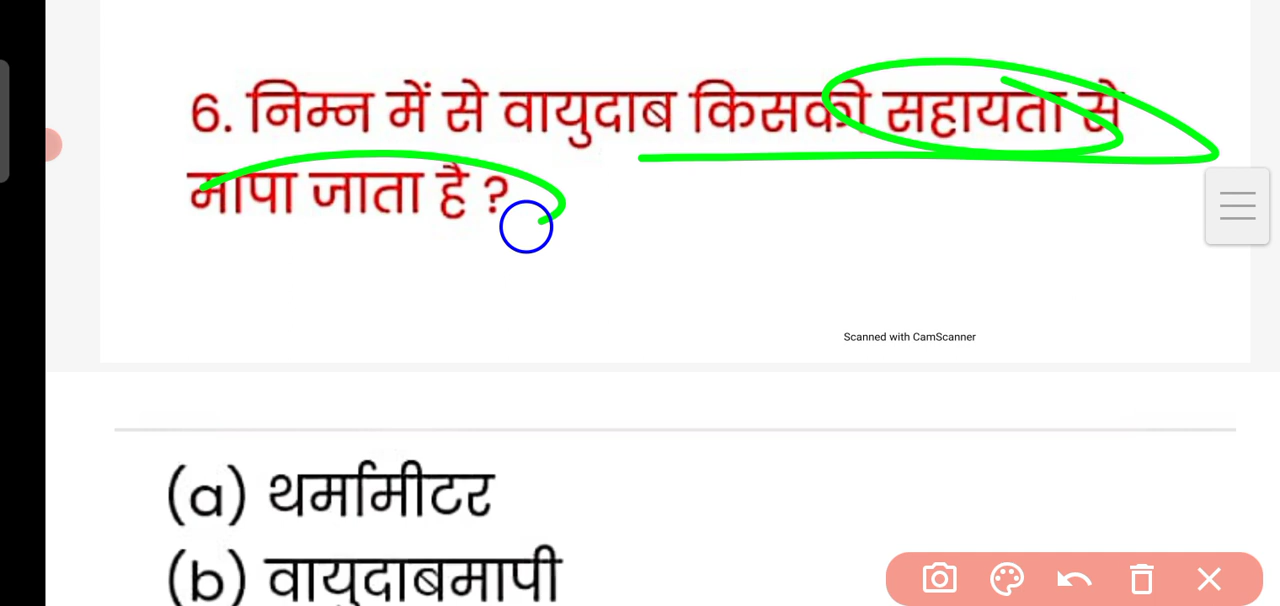 6. निम्न में से वायुदाब किसकी सहायता से
मापा जाता है ?
Scanned with CamScanner
(a) थर्मामीटर
(b) वायुदाबमापी